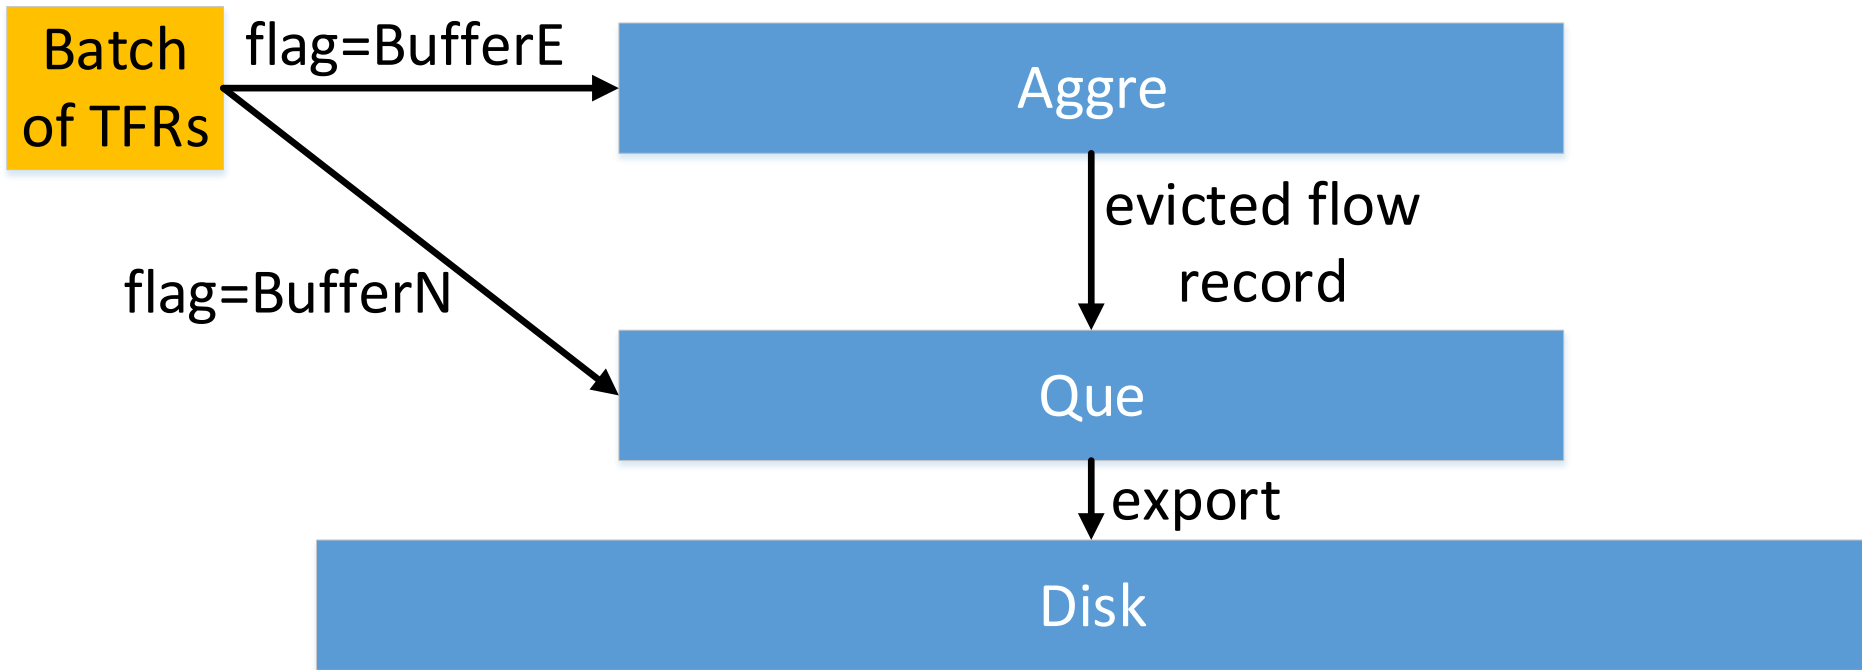 Batch
of TFRs
flag=BufferE
Aggre
evicted flow
record
flag=BufferN
Que
export
Disk